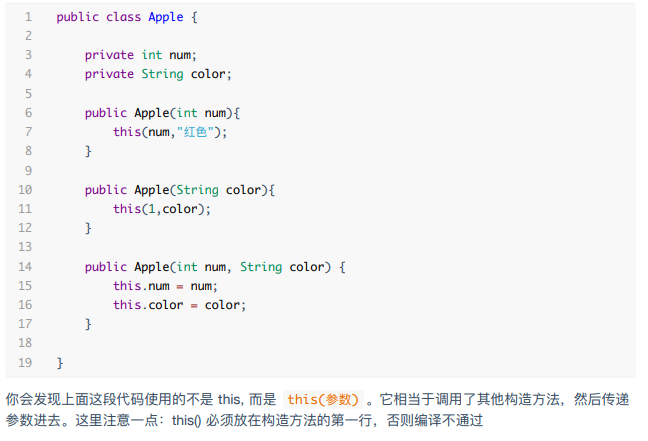 1 public class Apple {
2
3 private int num;
4 private String color;
5
6 public Apple(int num){
7 this(num,"红色");
8 }
9
10 public Apple(String color){
11 this(1,color);
12 }
13
14 public Apple(int num, String color) {
15 this.num = num;
16 this.color = color;
17 }
18
19 }
你会发现上面这段代码使用的不是 this, 而是 this(参数) 。它相当于调用了其他构造方法，然后传递
参数进去。这里注意一点：this() 必须放在构造方法的第一行，否则编译不通过